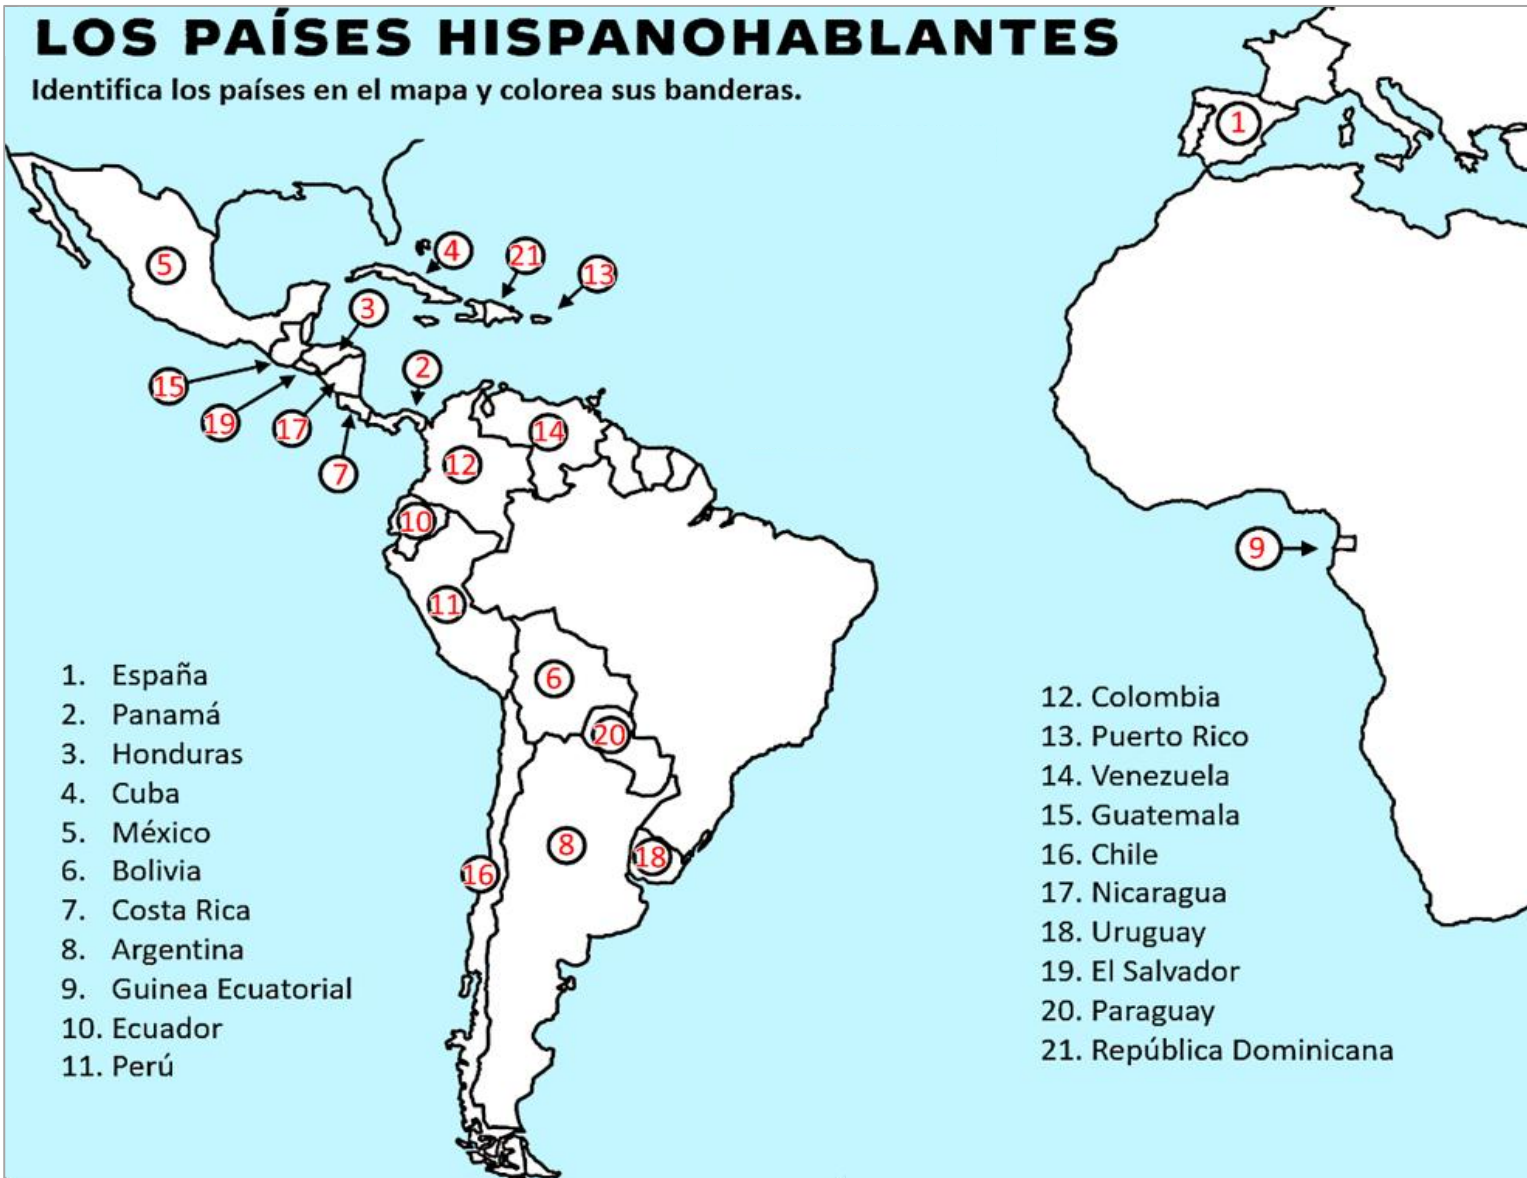 LOS PAÍSES HISPANOHABLANTES
Identifica los países en el mapa y colorea sus banderas.
1
5
4
21
13
3
2
15
19
17
7
14
12
10
9
11
6
20
8
18
16
1. España
2. Panamá
3. Honduras
4. Cuba
5. México
6. Bolivia
7. Costa Rica
8. Argentina
9. Guinea Ecuatorial
10. Ecuador
11. Perú
12. Colombia
13. Puerto Rico
14. Venezuela
15. Guatemala
16. Chile
17. Nicaragua
18. Uruguay
19. El Salvador
20. Paraguay
21. República Dominicana